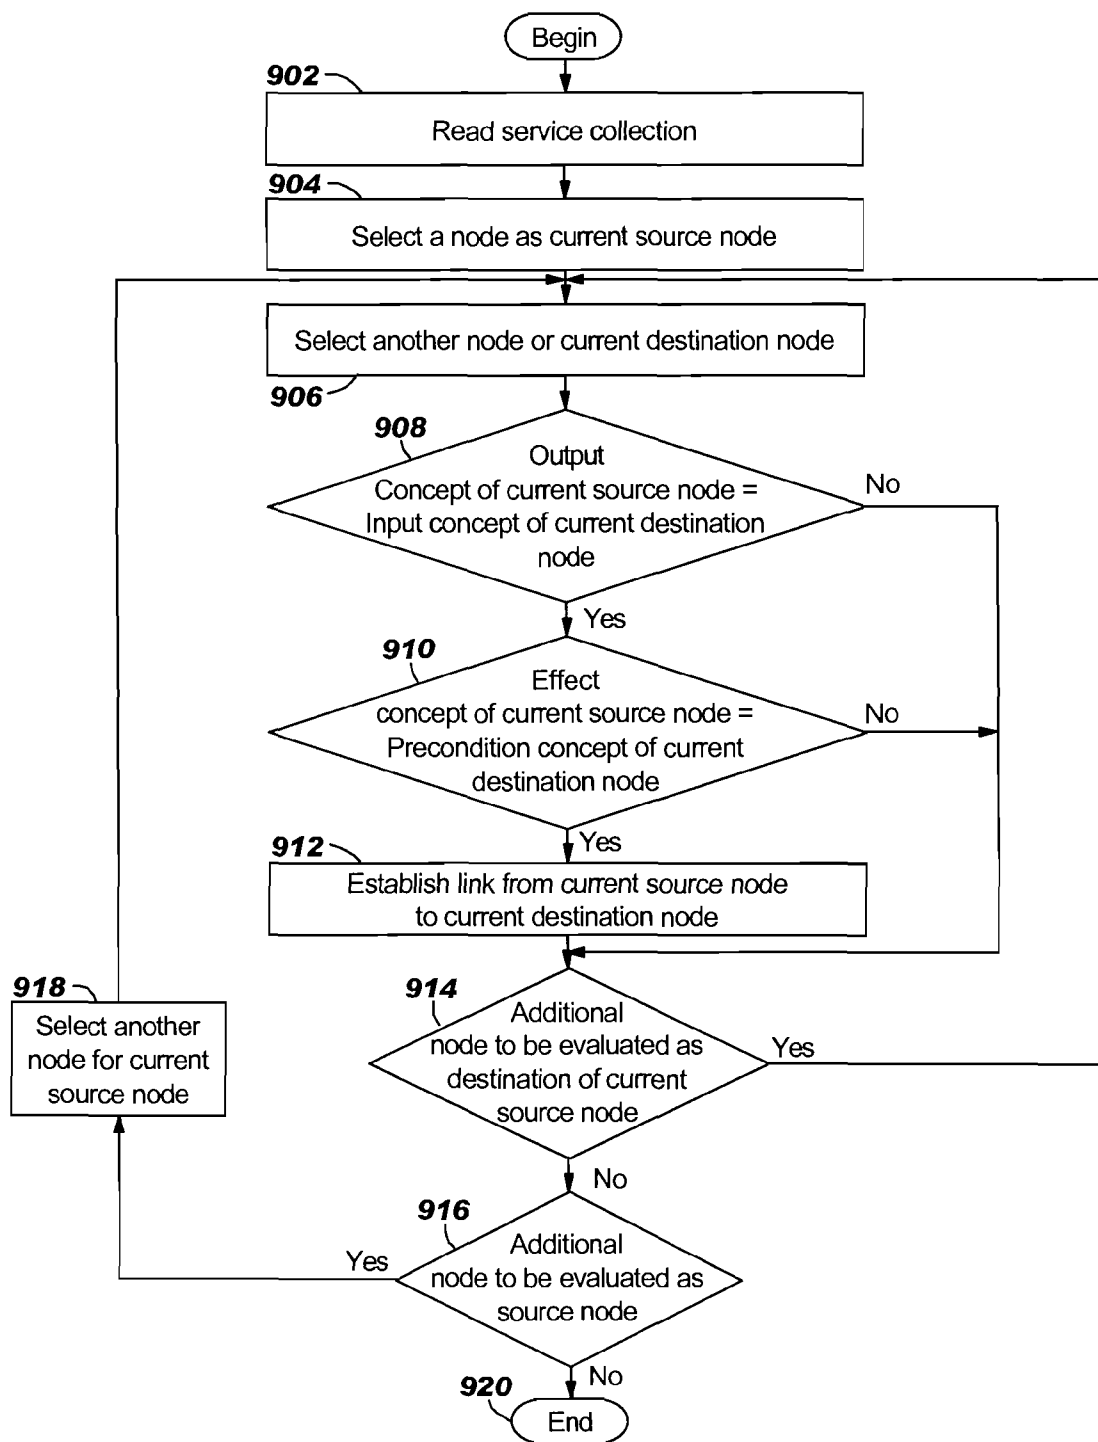 Begin
902
Read service collection
904
Select a node as current source node
Select another node or current destination node
906
908
Output
Concept of current source node =
Input concept of current destination
node
No
Yes
910
Effect
concept of current source node =
Precondition concept of current
destination node
No
Yes
912
Establish link from current source node
to current destination node
918
Select another
node for current
source node
914
Additional
node to be evaluated as
destination of current
source node
Yes
No
916
Additional
node to be evaluated as
source node
Yes
No
920
End